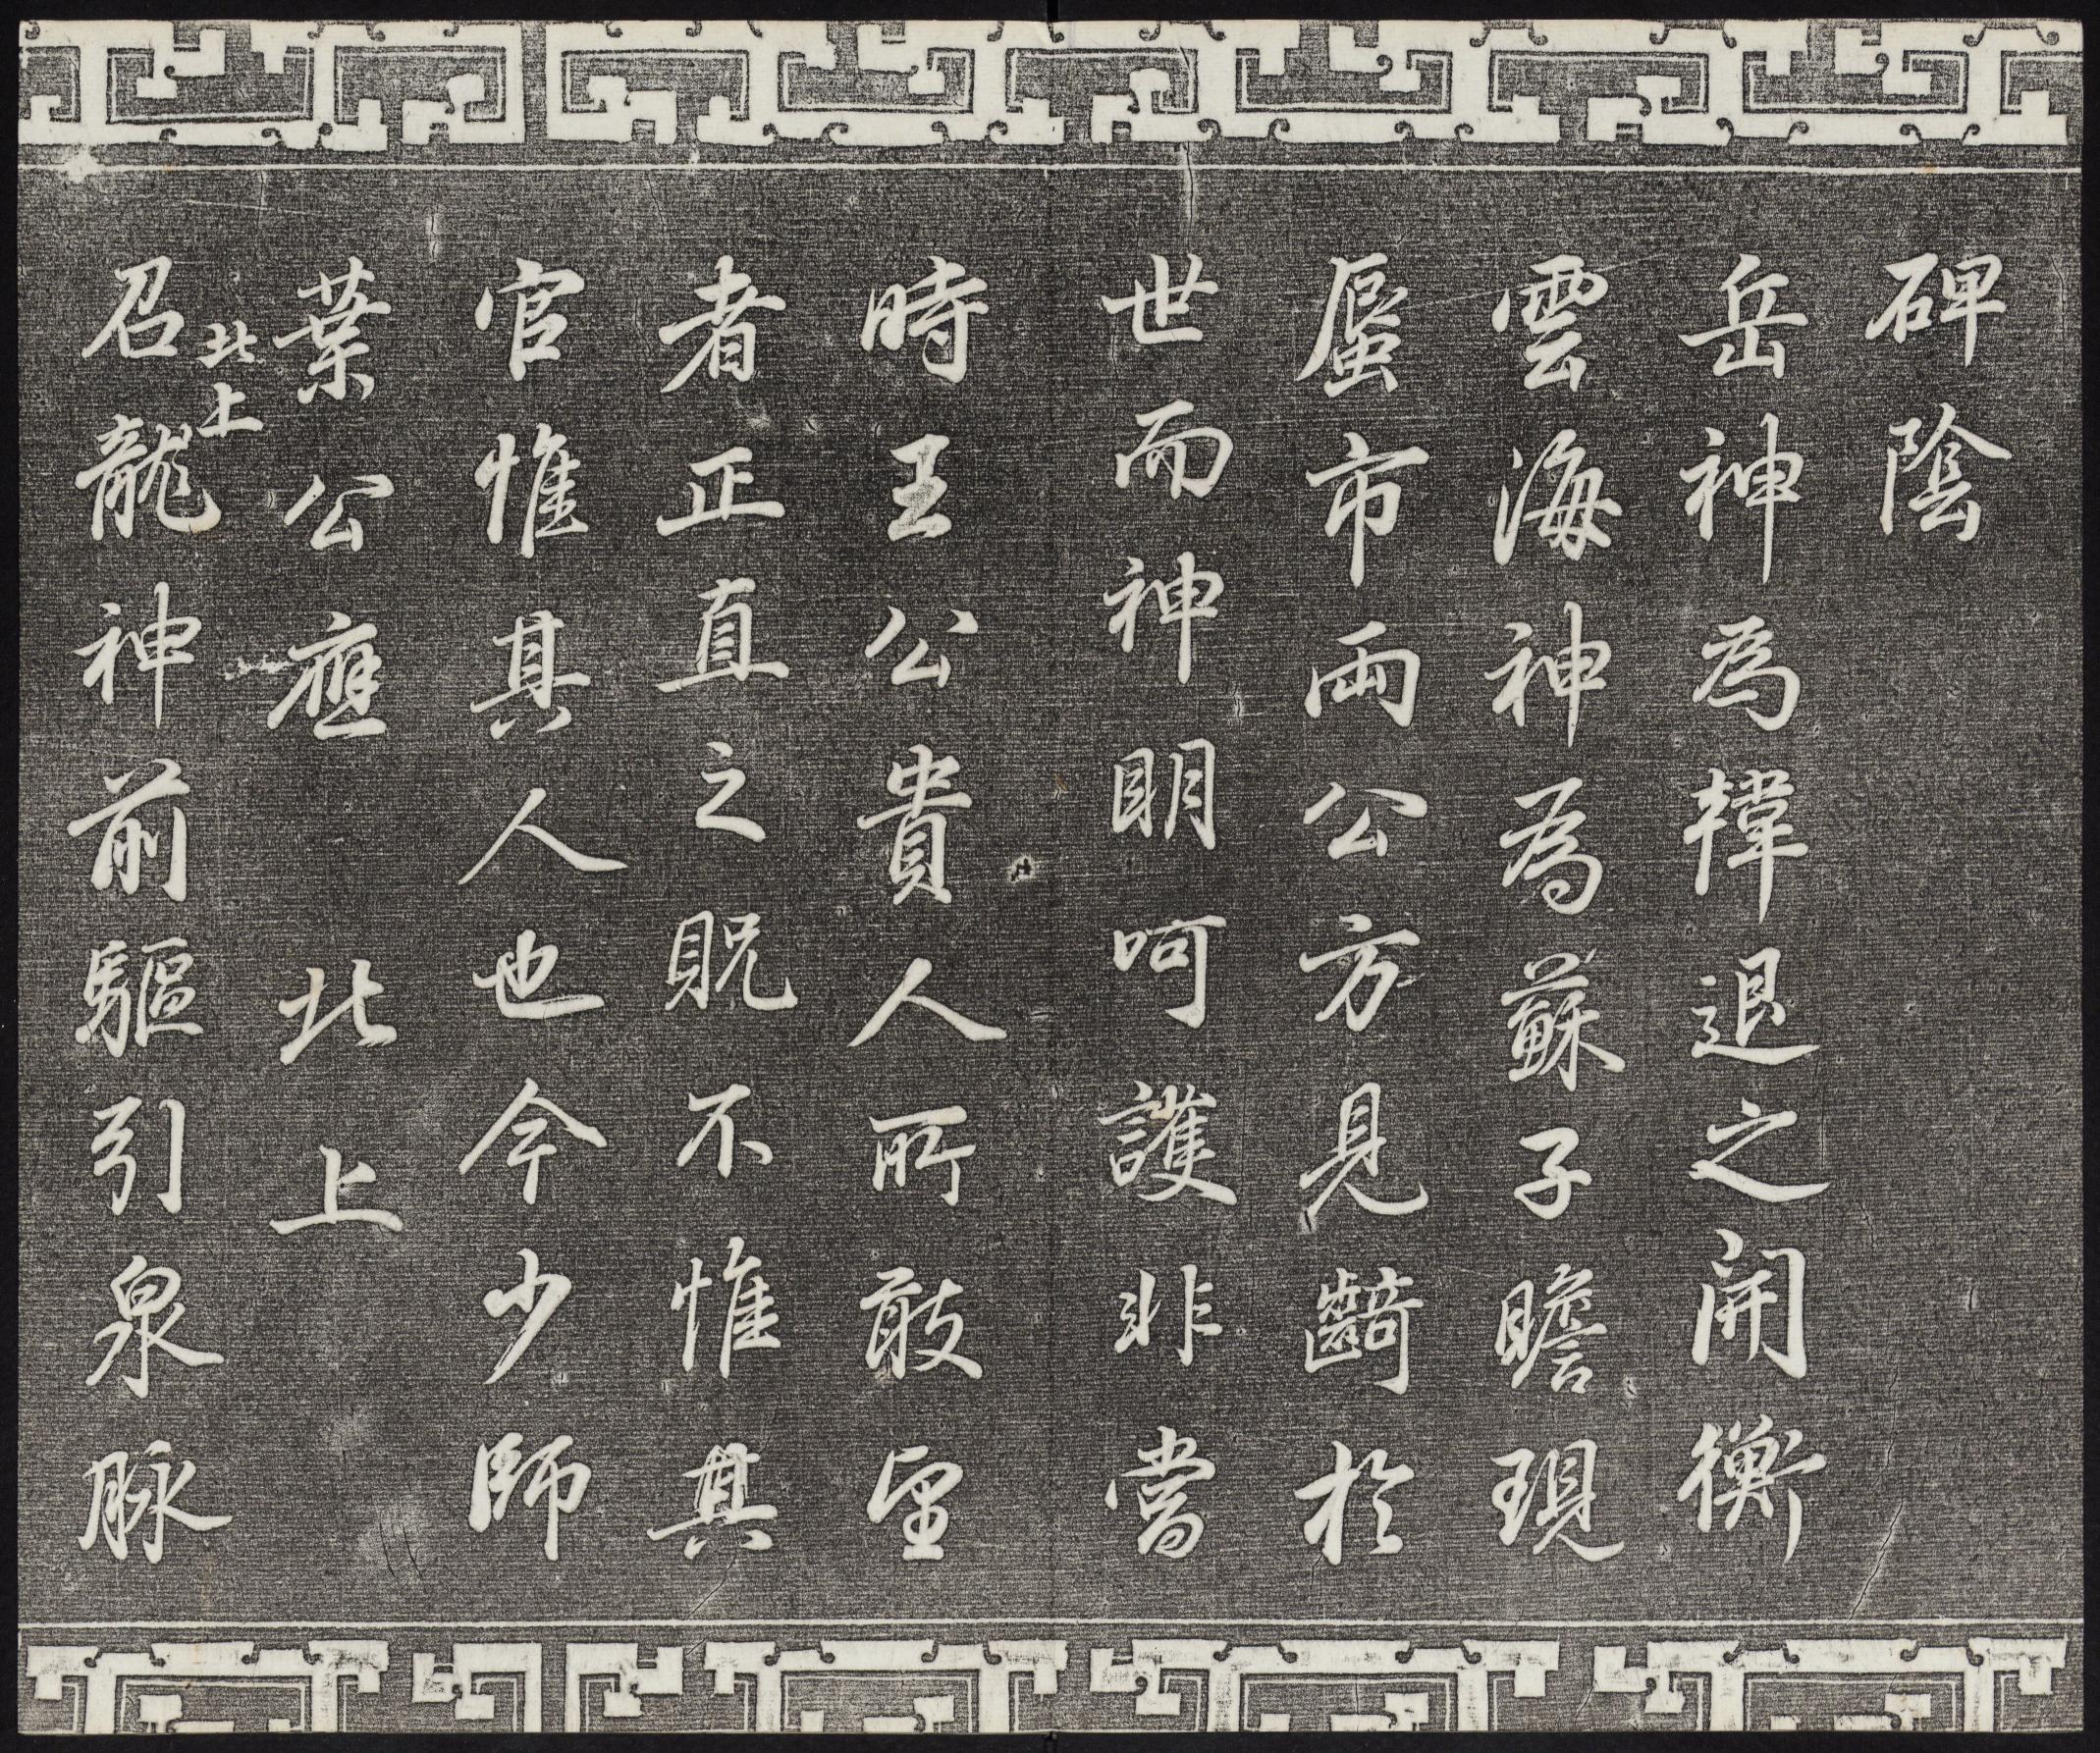 碑陰
岳神為韓退之開衡
雲海神為蘇子瞻現
蜃市兩公方見齮於
世而神眀呵護非當
時王公貴人所敢望
者正直之貺不惟其
官惟其人也今少師
葉公應 北上
北上
召龍神前驅引泉脉